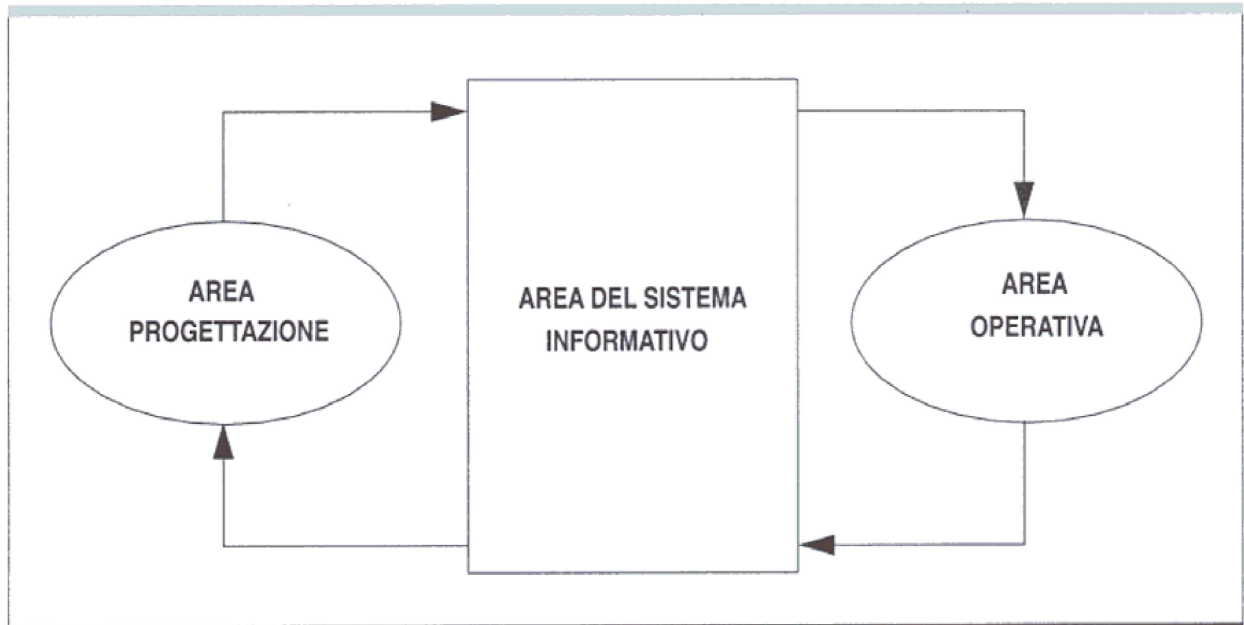 AREA
PROGETTAZIONE
AREA DEL SISTEMA
INFORMATIVO
AREA
OPERATIVA